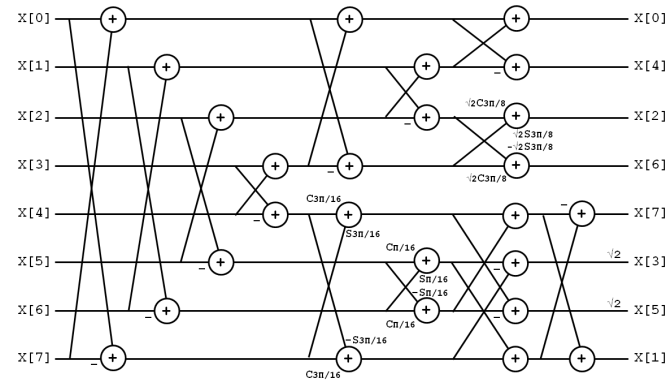 X[0] X[0]
X[1] X[4]
X[2] √2C3π/8
√2S3π/8 X[2]
-√2S3π/8
X[3] X[6]
√2C3π/8
C3π/16
X[4] X[7]
S3π/16
Cπ/16 √2
X[5] X[3]
Sπ/16
-Sπ/16 √2
X[6] X[5]
Cπ/16
-S3π/16
X[7] X[1]
C3π/16